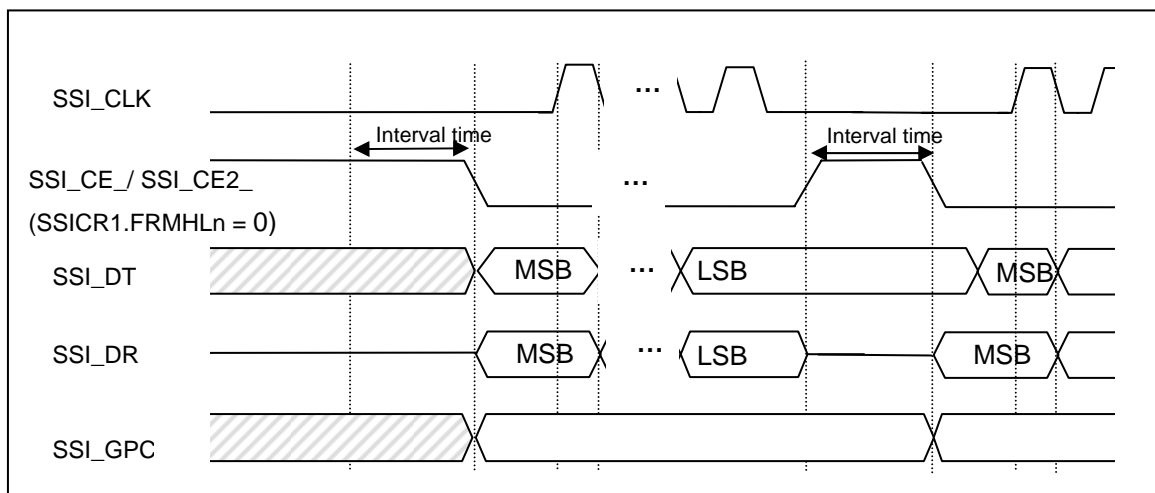 SSI_CLK
...
Interval time
Interval time
SSI_CE_/ SSI_CE2_
(SSICR1.FRMHLn = 0)
...
SSI_DT
MSB
...
LSB
MSB
SSI_DR
MSB
...
LSB
MSB
SSI_GPC